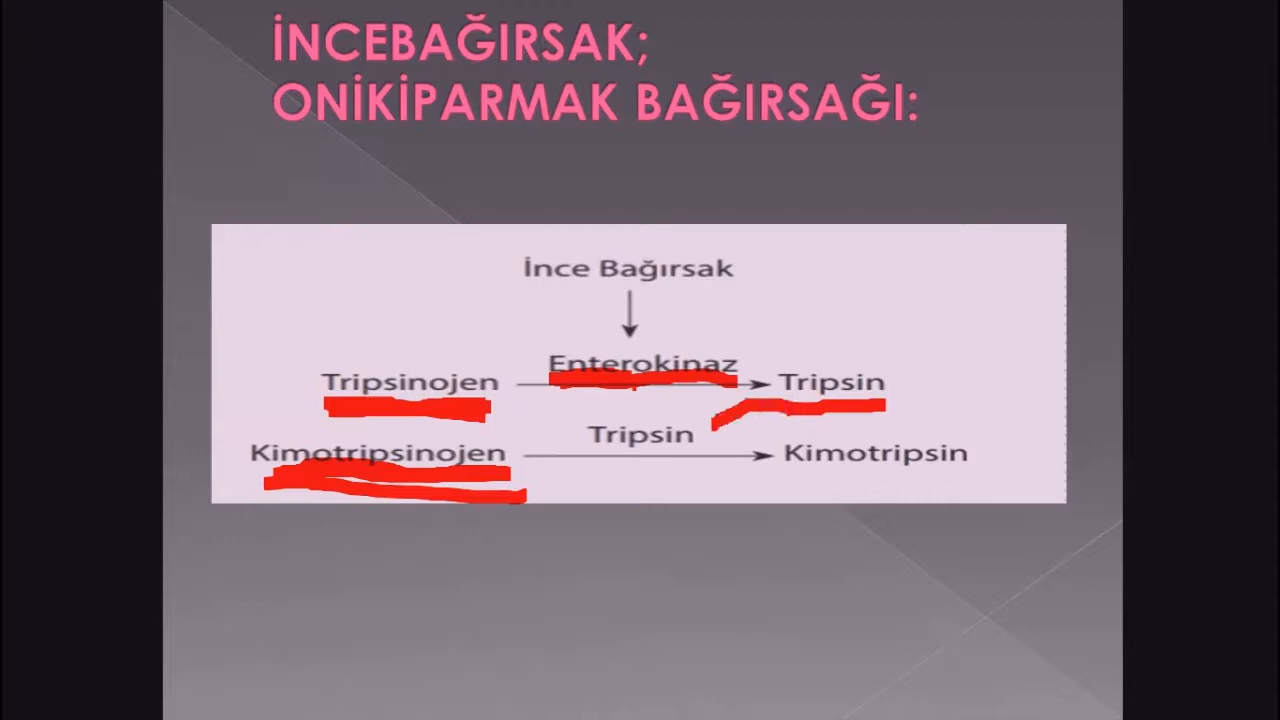 İNCEBAĞIRSAK;
ONİKİPARMAK BAĞIRSAĞI:
İnce Bağırsak
Enterokinaz
Tripsinojen Tripsin
Tripsin
Kimotripsinojen Kimotripsin